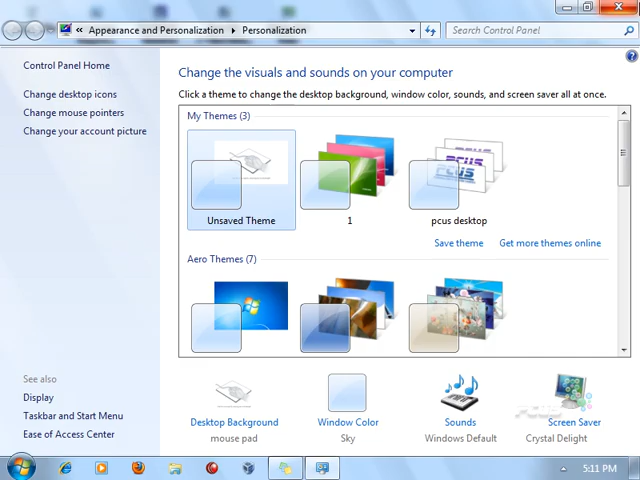 « Appearance and Personalization ▸ Personalization
Search Control Panel
Control Panel Home
Change desktop icons
Change mouse pointers
Change your account picture
See also
Display
Taskbar and Start Menu
Ease of Access Center
Change the visuals and sounds on your computer
Click a theme to change the desktop background, window color, sounds, and screen saver all at once.
My Themes (3)
PCUS
PCUS
Unsaved Theme
1
pcus desktop
Save theme
Get more themes online
Aero Themes (7)
Desktop Background
mouse pad
Window Color
Sky
Sounds
Windows Default
PCUS
Screen Saver
Crystal Delight
5:11 PM